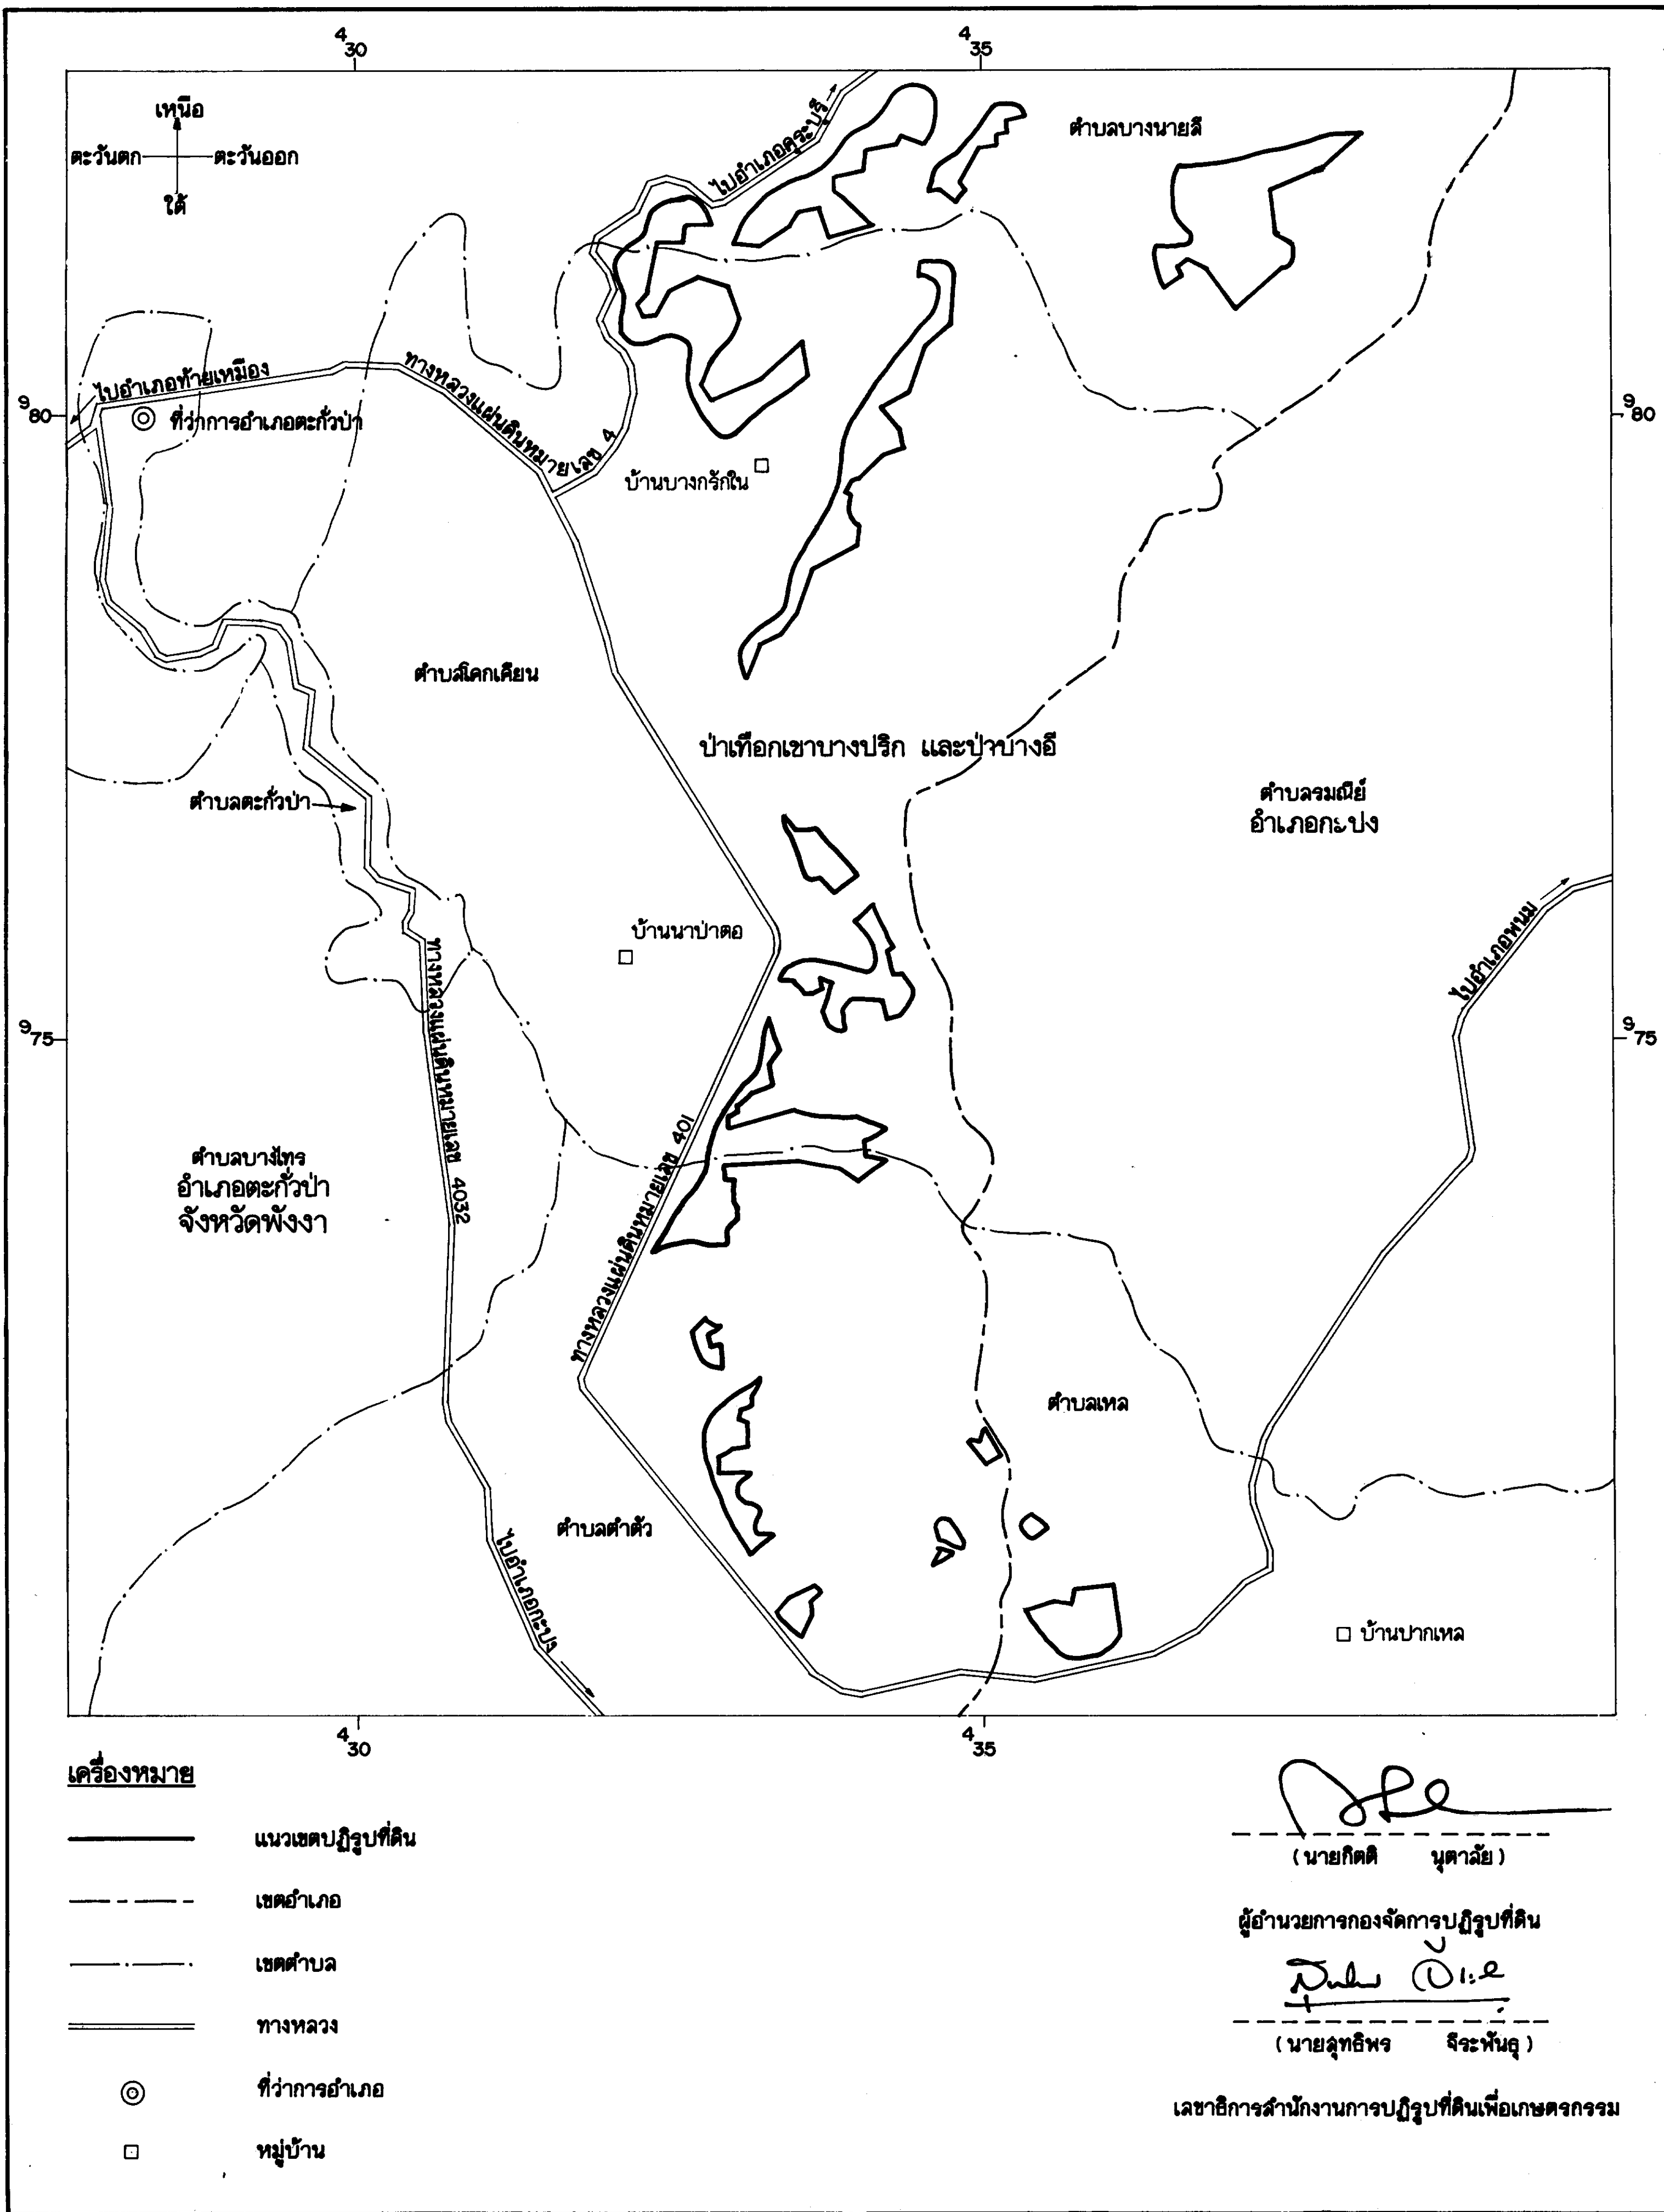 430 435
เหนือ
ตะวันตก ตะวันออก
ใต้
ไปอำเภอคุระบุรี
ตำบลบางนายสี
ไปอำเภอท้ายเหมือง
ทางหลวงแผ่นดินหมายเลข 4
980 980
ที่ว่าการอำเภอตะกั่วป่า
บ้านบางกรักใน
ตำบลโคกเคียน
ป่าเทือกเขาบางปริก และป่าบางอี
ตำบลตะกั่วป่า
ตำบลรมณีย์
อำเภอกะปง
บ้านนาป่าตอ
ไปอำเภอพนม
975 975
ทางหลวงแผ่นดินหมายเลข 4032
ทางหลวงแผ่นดินหมายเลข 401
ตำบลบางไทร
อำเภอตะกั่วป่า
จังหวัดพังงา
ตำบลเหล
ตำบลตำตัว
ไปอำเภอกะปง
บ้านปากเหล
430 435
เครื่องหมาย
แนวเขตปฏิรูปที่ดิน
เขตอำเภอ
เขตตำบล
ทางหลวง
ที่ว่าการอำเภอ
หมู่บ้าน
(นายกิตติ นุตาลัย)
ผู้อำนวยการกองจัดการปฏิรูปที่ดิน
(นายสุทธิพร จีระพันธุ)
เลขาธิการสำนักงานการปฏิรูปที่ดินเพื่อเกษตรกรรม